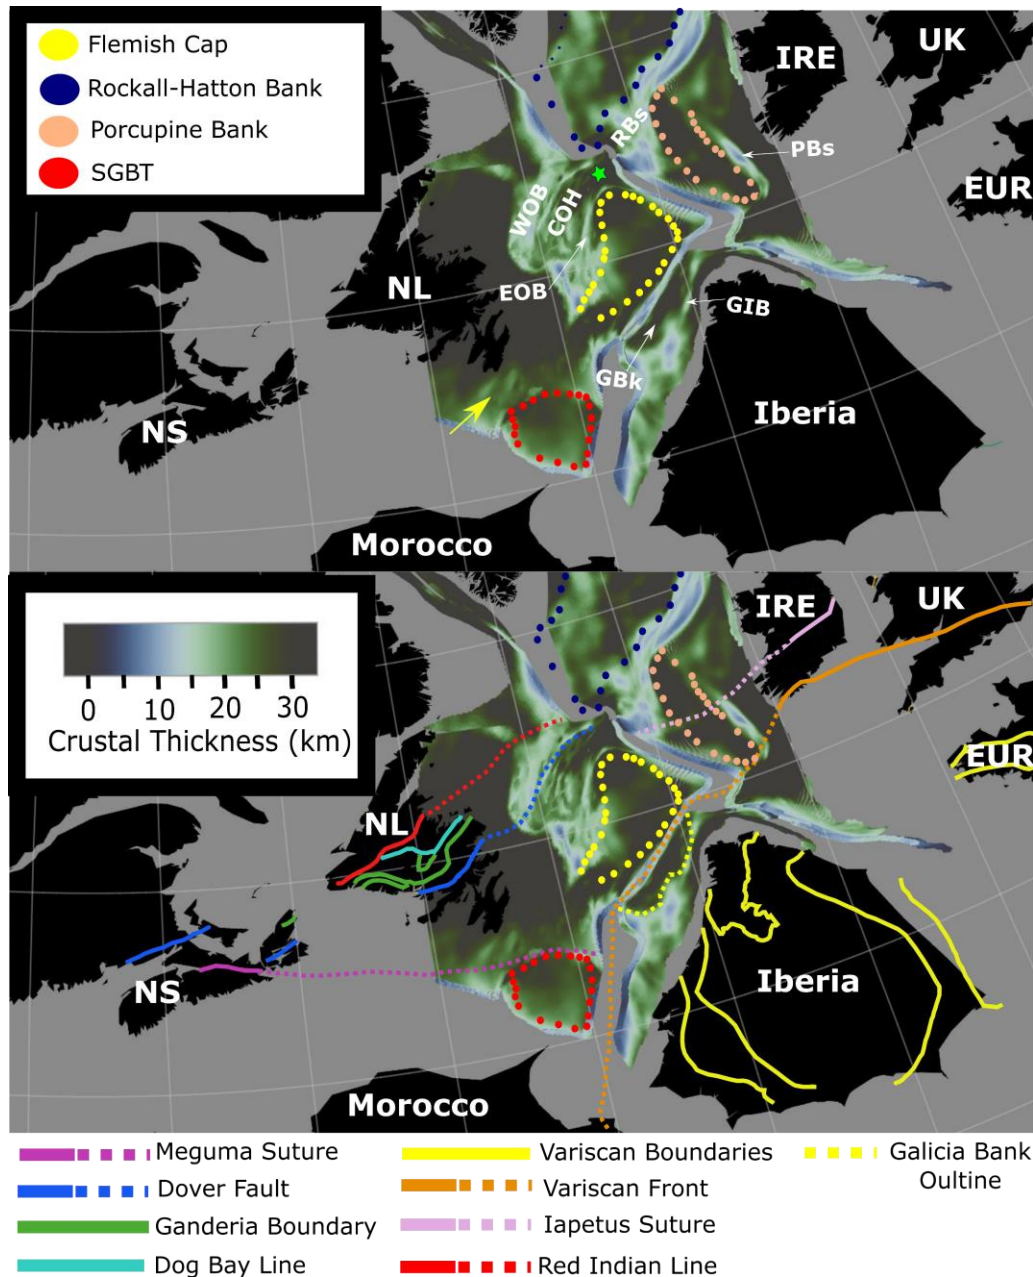 Flemish Cap
Rockall-Hatton Bank
Porcupine Bank
SGBT
IRE
UK
RBs
PBs
EUR
WOB
COH
EOB
NL
GIB
GBk
Iberia
NS
Morocco
0 10 20 30
Crustal Thickness (km)
IRE
UK
EUR
NL
Iberia
NS
Morocco
Meguma Suture
Dover Fault
Ganderia Boundary
Dog Bay Line
Variscan Boundaries
Variscan Front
Iapetus Suture
Red Indian Line
Galicia Bank
Oultine